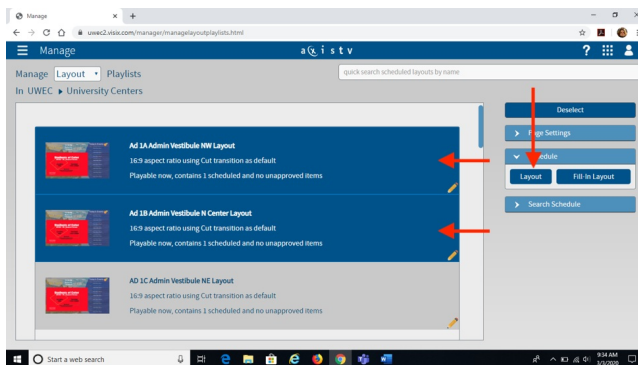 Manage
uwec2.visix.com/manager/managelayoutplaylists.html
Manage
axistv
?
Manage Layout Playlists
quick search scheduled layouts by name
In UWEC ▸ University Centers
Deselect
Page Settings
Schedule
Layout Fill-In Layout
Search Schedule
Ad 1A Admin Vestibule NW Layout
16:9 aspect ratio using Cut transition as default
Playable now, contains 1 scheduled and no unapproved items
Ad 1B Admin Vestibule N Center Layout
16:9 aspect ratio using Cut transition as default
Playable now, contains 1 scheduled and no unapproved items
AD 1C Admin Vestibule NE Layout
16:9 aspect ratio using Cut transition as default
Playable now, contains 1 scheduled and no unapproved items
Start a web search
9:34 AM
3/3/2020